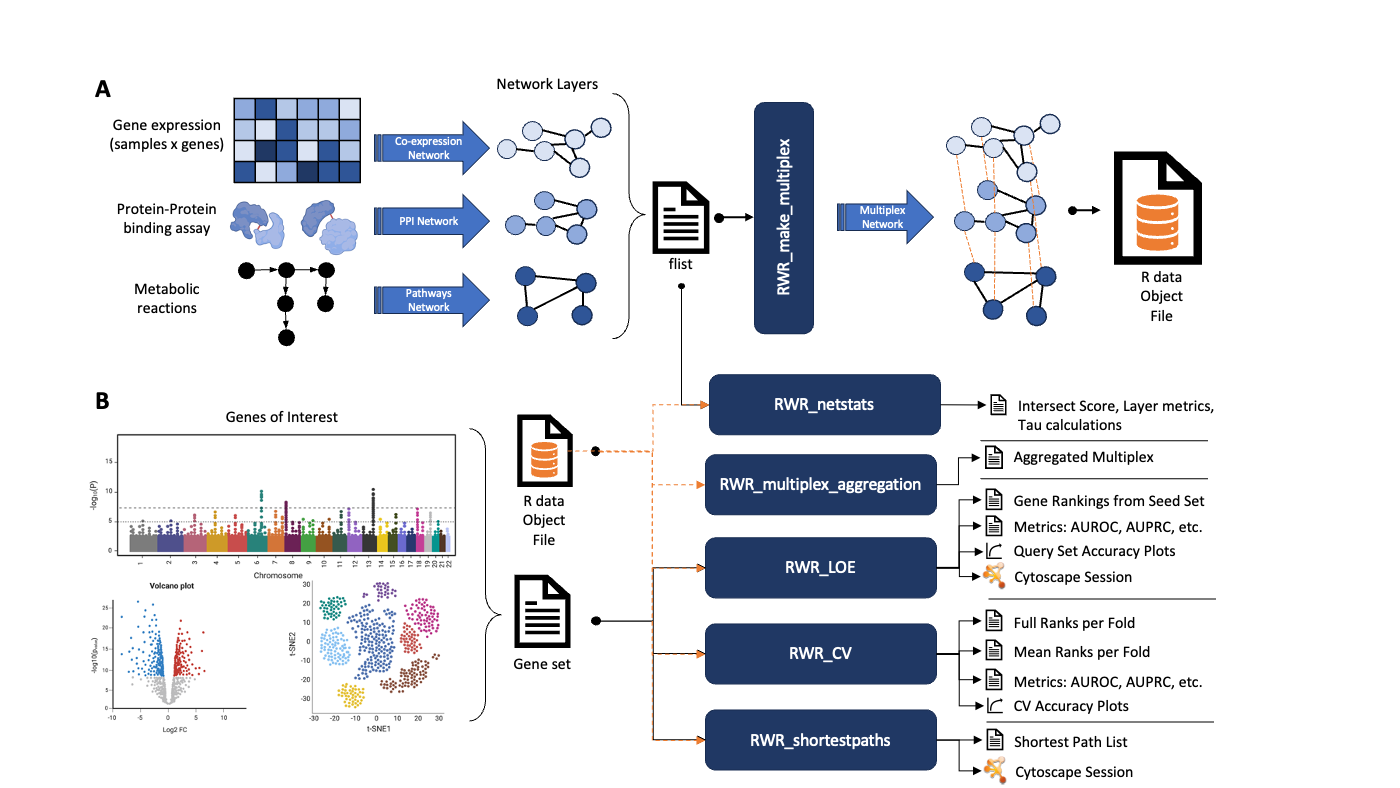 A
Network Layers
Gene expression
(samples x genes)
Co-expression
Network
Protein-Protein
binding assay
PPI Network
Metabolic
reactions
Pathways
Network
flist
RWR_make_multiplex
Multiplex
Network
R data
Object
File
B
Genes of Interest
-log₁₀(P)
15
10
5
0
1
2
3
4
5
6
7
8
9
10
11
12
13
14
15
16
17
18
19
20
21
22
Chromosome
Volcano plot
25
20
15
10
5
0
-10
-5
0
5
10
Log2 FC
t-SNE2
30
20
10
0
-10
-20
-30
-30
-20
-10
0
10
20
30
t-SNE1
R data
Object
File
Gene set
RWR_netstats
Intersect Score, Layer metrics,
Tau calculations
RWR_multiplex_aggregation
Aggregated Multiplex
RWR_LOE
Gene Rankings from Seed Set
Metrics: AUROC, AUPRC, etc.
Query Set Accuracy Plots
Cytoscape Session
RWR_CV
Full Ranks per Fold
Mean Ranks per Fold
Metrics: AUROC, AUPRC, etc.
CV Accuracy Plots
RWR_shortestpaths
Shortest Path List
Cytoscape Session